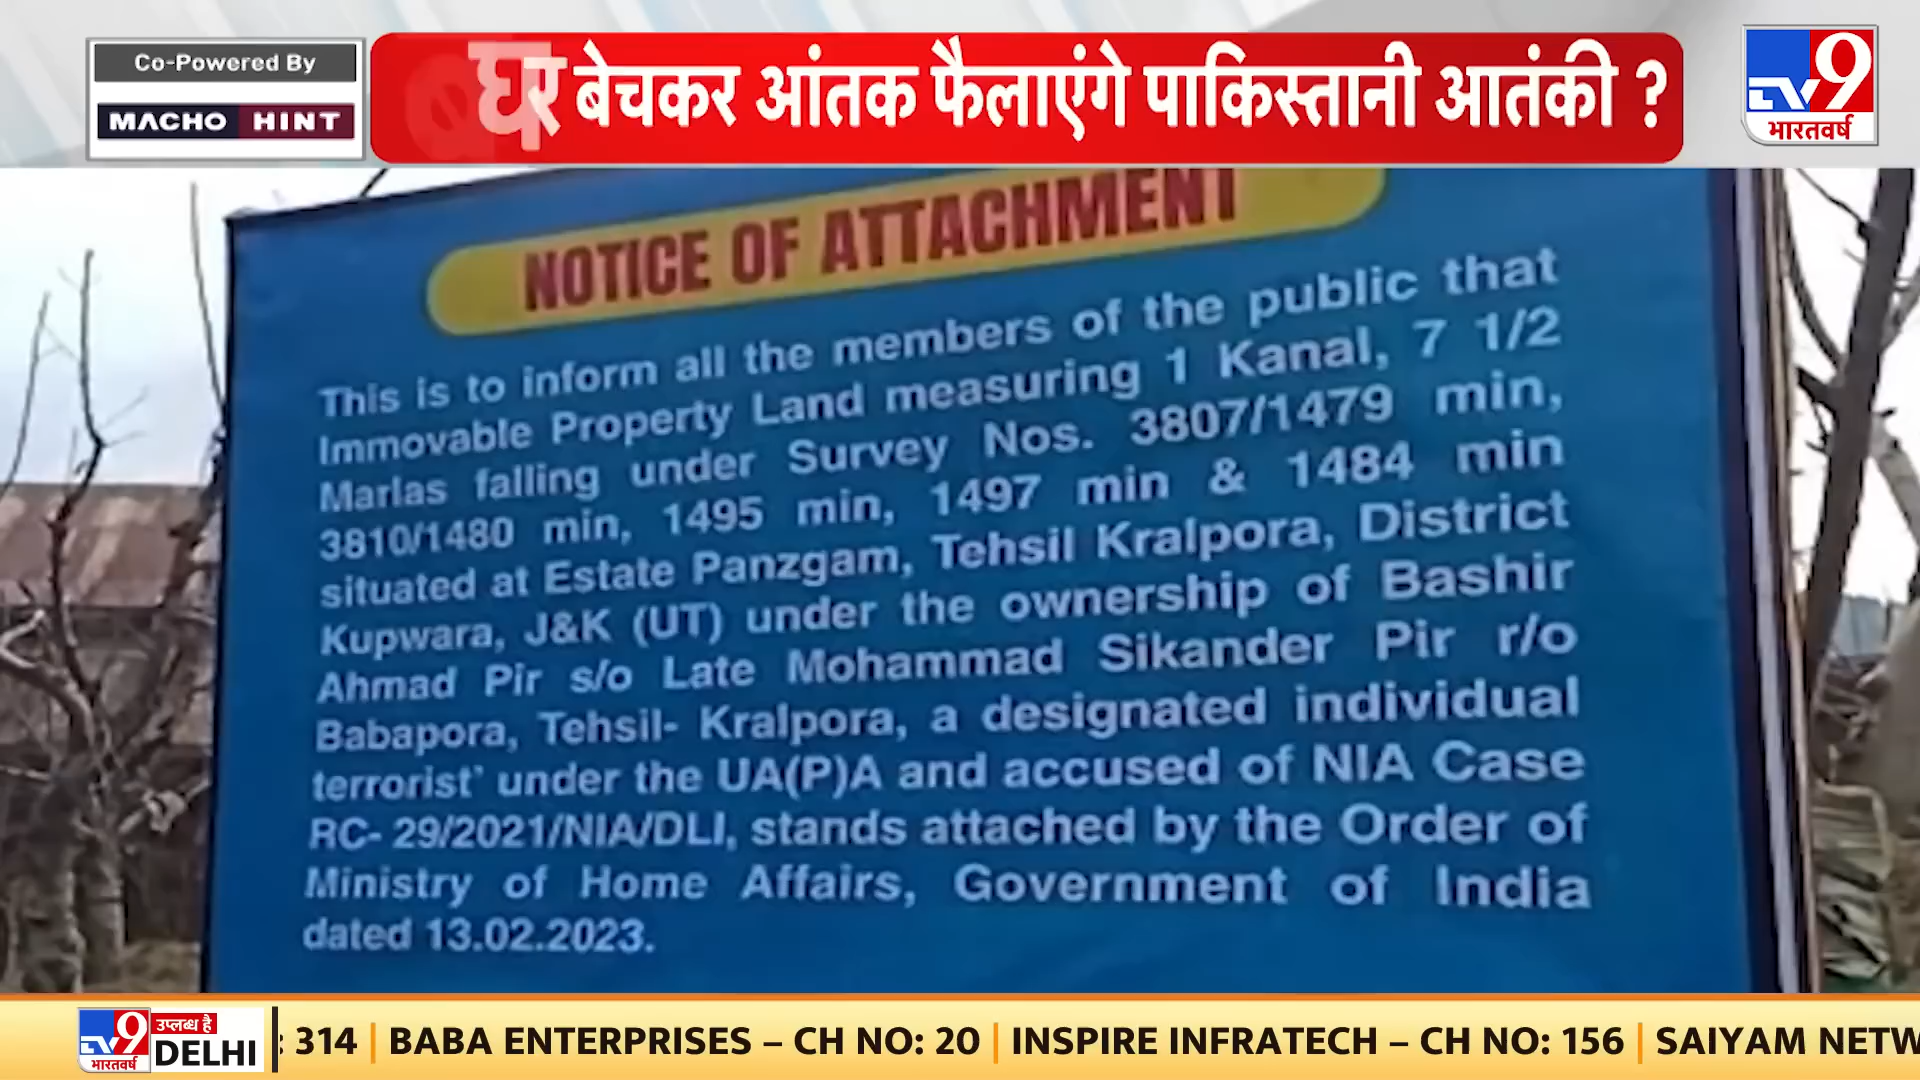 Co-Powered By
MACHO HINT
घर बेचकर आंतक फैलाएंगे पाकिस्तानी आतंकी ?
TV9
भारतवर्ष
NOTICE OF ATTACHMENT
This is to inform all the members of the public that
Immovable Property Land measuring 1 Kanal, 7 1/2
Marlas falling under Survey Nos. 3807/1479 min,
3810/1480 min, 1495 min, 1497 min & 1484 min
situated at Estate Panzgam, Tehsil Kralpora, District
Kupwara, J&K (UT) under the ownership of Bashir
Ahmad Pir s/o Late Mohammad Sikander Pir r/o
Babapora, Tehsil- Kralpora, a designated individual
terrorist' under the UA(P)A and accused of NIA Case
RC- 29/2021/NIA/DLI, stands attached by the Order of
Ministry of Home Affairs, Government of India
dated 13.02.2023.
TV9
भारतवर्ष
उप्लब्ध है
DELHI
: 314 | BABA ENTERPRISES – CH NO: 20 | INSPIRE INFRATECH – CH NO: 156 | SAIYAM NETW